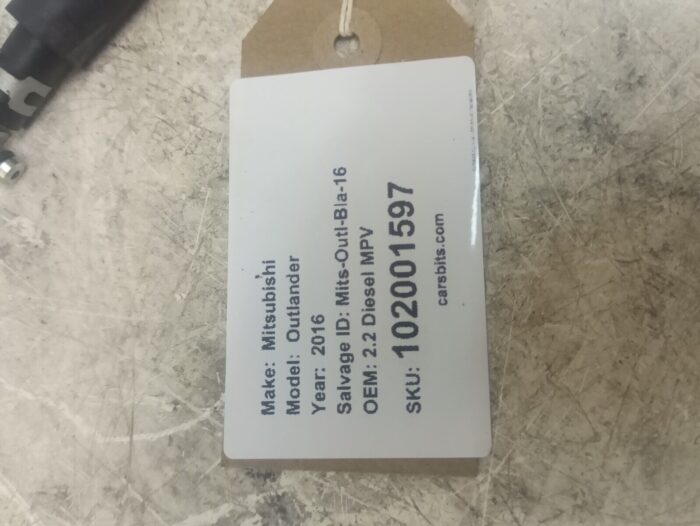 Make: Mitsubishi
Model: Outlander
Year: 2016
Salvage ID: Mits-Outl-Bla-16
OEM: 2.2 Diesel MPV
SKU: 102001597
carsbits.com